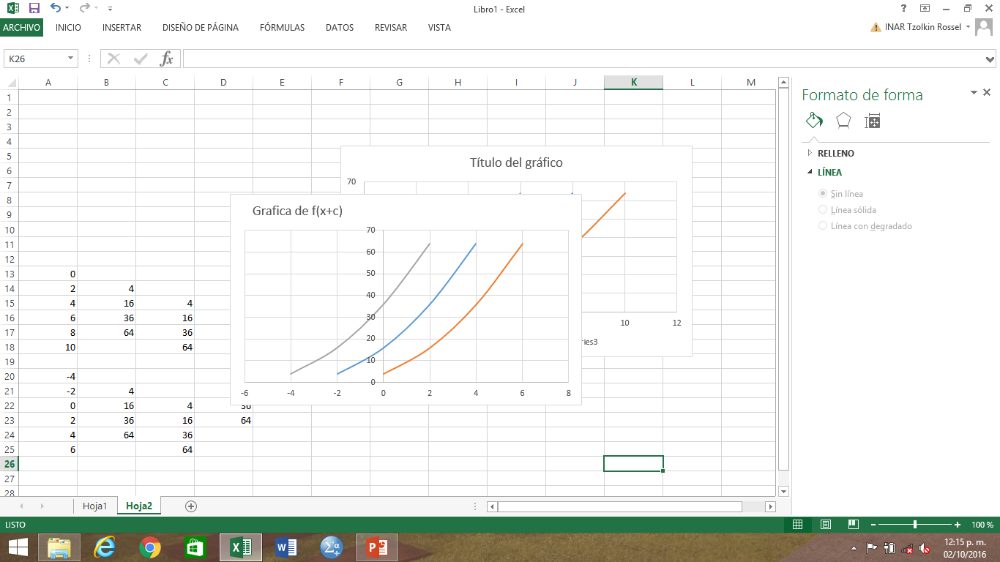 Libro1 - Excel
?
ARCHIVO INICIO INSERTAR DISEÑO DE PÁGINA FÓRMULAS DATOS REVISAR VISTA INAR Tzolkin Rossel
K26 fx
A B C D E F G H I J K L M
1
2
3
4
5
6
7
8
9
10
11
12
13 0
14 2 4
15 4 16 4
16 6 36 16
17 8 64 36
18 10 64
19
20 -4
21 -2 4
22 0 16 4 36
23 2 36 16 64
24 4 64 36
25 6 64
26
27
28
Título del gráfico
70
10 12
ries3
Grafica de f(x+c)
70
60
50
40
30
20
10
0
-6 -4 -2 0 2 4 6 8
Formato de forma
RELLENO
LÍNEA
Sin línea
Línea sólida
Línea con degradado
Hoja1 Hoja2
LISTO 100 %
12:15 p. m.
02/10/2016